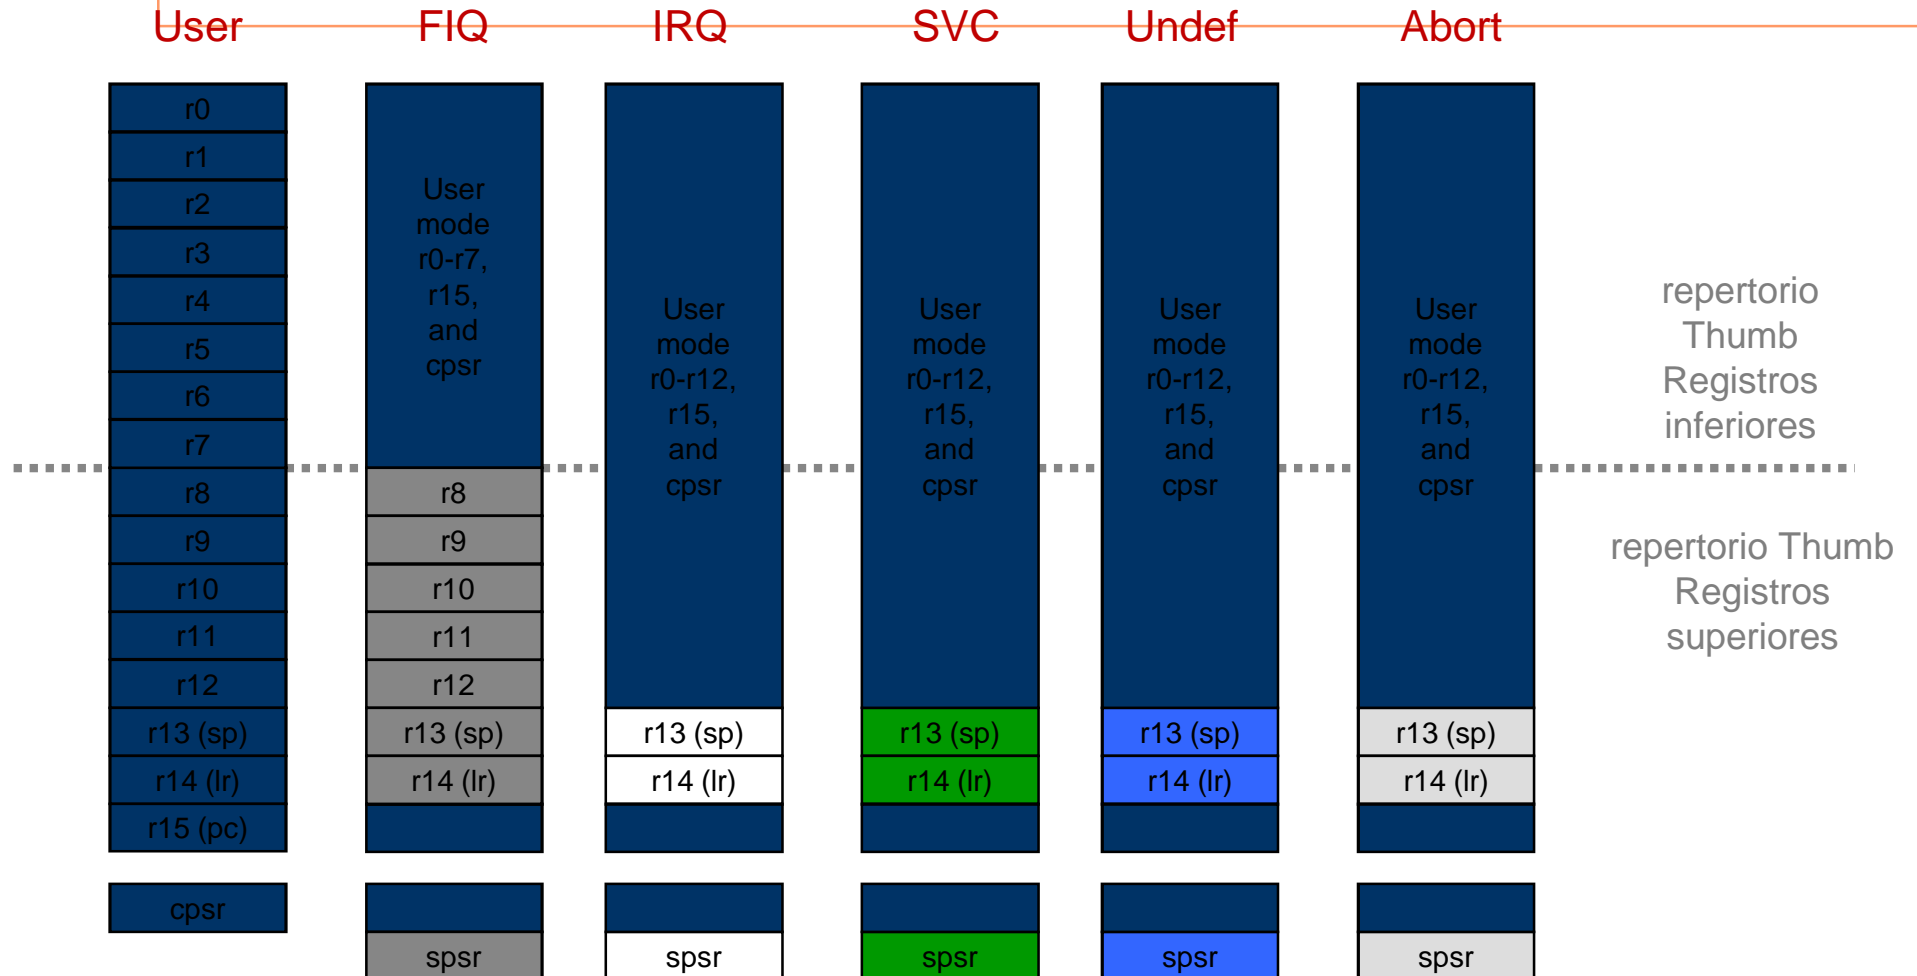 User
FIQ
IRQ
SVC
Undef
Abort
r0
r1
r2
r3
r4
r5
r6
r7
r8
r9
r10
r11
r12
r13 (sp)
r14 (lr)
r15 (pc)
cpsr
User
mode
r0-r7,
r15,
and
cpsr
r8
r9
r10
r11
r12
r13 (sp)
r14 (lr)
spsr
User
mode
r0-r12,
r15,
and
cpsr
r13 (sp)
r14 (lr)
spsr
User
mode
r0-r12,
r15,
and
cpsr
r13 (sp)
r14 (lr)
spsr
User
mode
r0-r12,
r15,
and
cpsr
r13 (sp)
r14 (lr)
spsr
User
mode
r0-r12,
r15,
and
cpsr
r13 (sp)
r14 (lr)
spsr
repertorio
Thumb
Registros
inferiores
repertorio Thumb
Registros
superiores